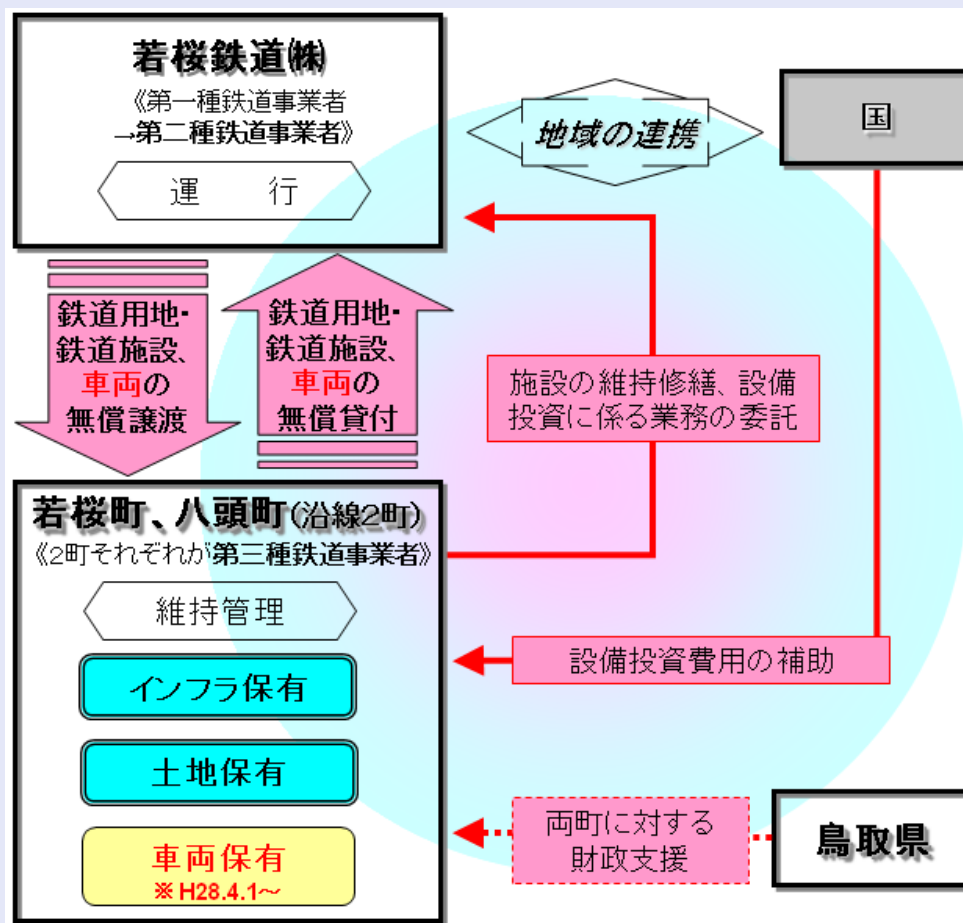 若桜鉄道㈱
《第一種鉄道事業者
→第二種鉄道事業者》
運　行
地域の連携
国
鉄道用地・
鉄道施設、
車両の
無償譲渡
鉄道用地・
鉄道施設、
車両の
無償貸付
施設の維持修繕、設備
投資に係る業務の委託
若桜町、八頭町(沿線2町)
《2町それぞれが第三種鉄道事業者》
維持管理
インフラ保有
土地保有
車両保有
※H28.4.1～
設備投資費用の補助
両町に対する
財政支援
鳥取県